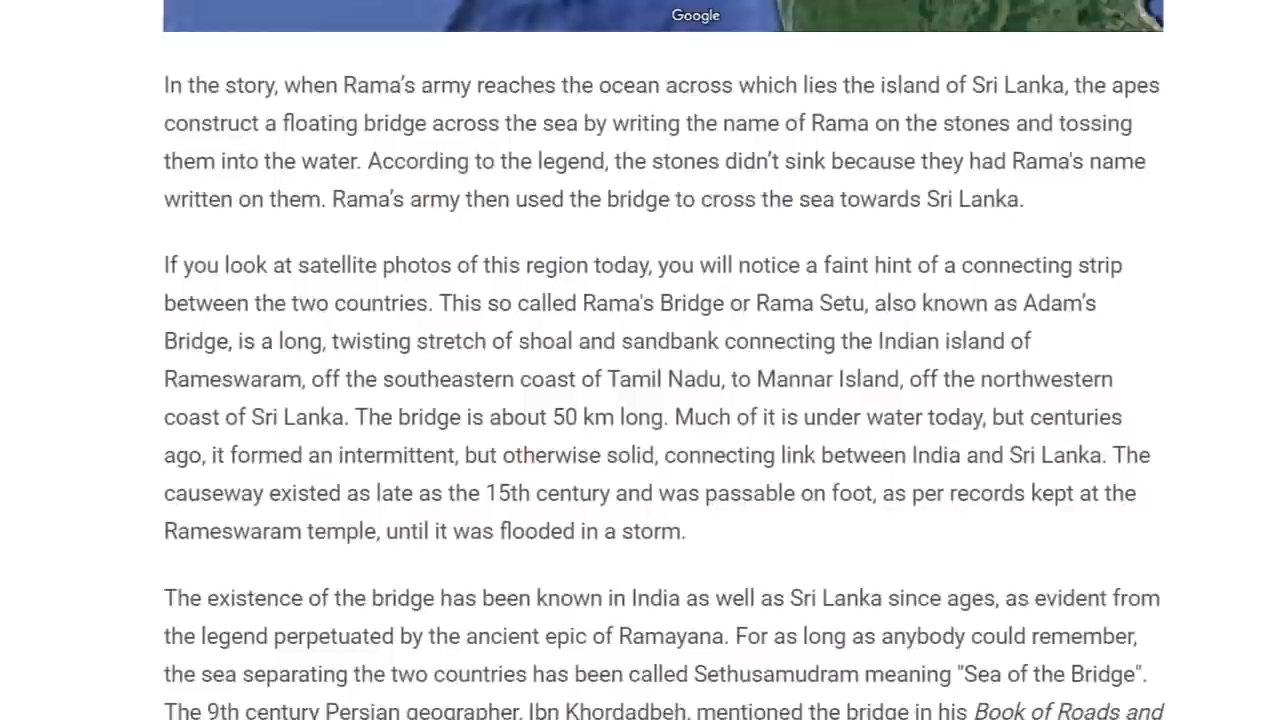 Google
In the story, when Rama’s army reaches the ocean across which lies the island of Sri Lanka, the apes
construct a floating bridge across the sea by writing the name of Rama on the stones and tossing
them into the water. According to the legend, the stones didn’t sink because they had Rama's name
written on them. Rama’s army then used the bridge to cross the sea towards Sri Lanka.
If you look at satellite photos of this region today, you will notice a faint hint of a connecting strip
between the two countries. This so called Rama's Bridge or Rama Setu, also known as Adam’s
Bridge, is a long, twisting stretch of shoal and sandbank connecting the Indian island of
Rameswaram, off the southeastern coast of Tamil Nadu, to Mannar Island, off the northwestern
coast of Sri Lanka. The bridge is about 50 km long. Much of it is under water today, but centuries
ago, it formed an intermittent, but otherwise solid, connecting link between India and Sri Lanka. The
causeway existed as late as the 15th century and was passable on foot, as per records kept at the
Rameswaram temple, until it was flooded in a storm.
The existence of the bridge has been known in India as well as Sri Lanka since ages, as evident from
the legend perpetuated by the ancient epic of Ramayana. For as long as anybody could remember,
the sea separating the two countries has been called Sethusamudram meaning "Sea of the Bridge".
The 9th century Persian geographer, Ibn Khordadbeh, mentioned the bridge in his Book of Roads and